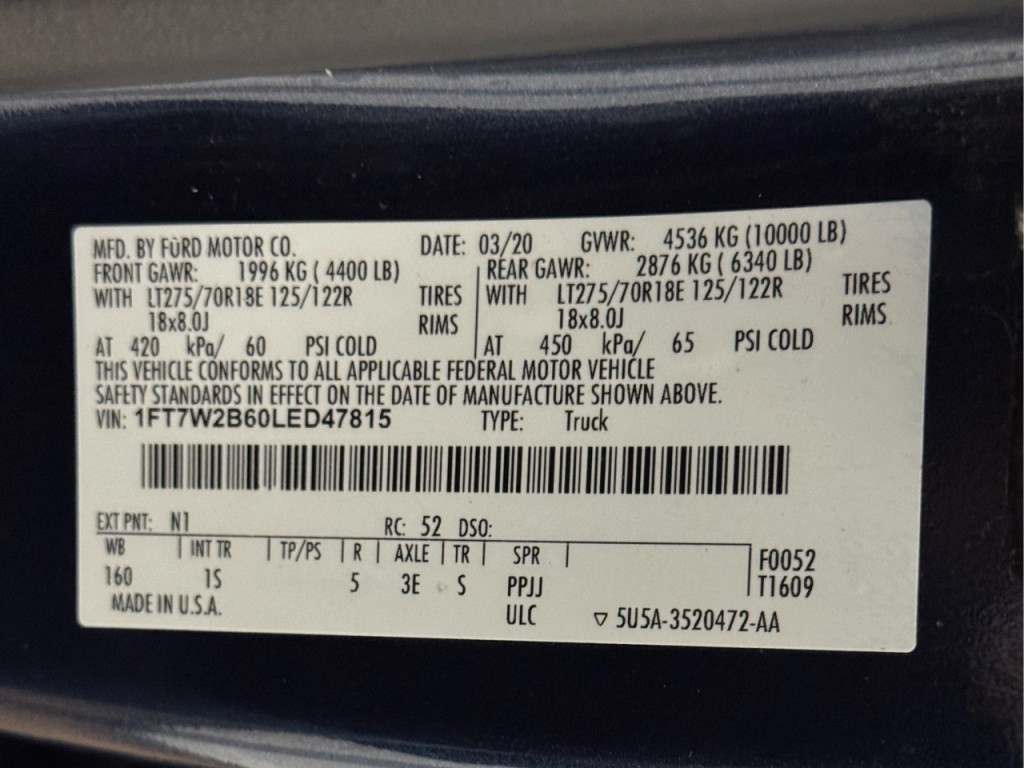 MFD. BY FORD MOTOR CO. DATE: 03/20 GVWR: 4536 KG (10000 LB)
FRONT GAWR: 1996 KG ( 4400 LB) REAR GAWR: 2876 KG ( 6340 LB)
WITH LT275/70R18E 125/122R TIRES WITH LT275/70R18E 125/122R TIRES
18x8.0J RIMS 18x8.0J RIMS
AT 420 kPa/ 60 PSI COLD AT 450 kPa/ 65 PSI COLD
THIS VEHICLE CONFORMS TO ALL APPLICABLE FEDERAL MOTOR VEHICLE
SAFETY STANDARDS IN EFFECT ON THE DATE OF MANUFACTURE SHOWN ABOVE.
VIN: 1FT7W2B60LED47815 TYPE: Truck
EXT PNT: N1 RC: 52 DSO:
WB INT TR TP/PS R AXLE TR SPR F0052
160 1S 5 3E S PPJJ T1609
MADE IN U.S.A. ULC 5U5A-3520472-AA